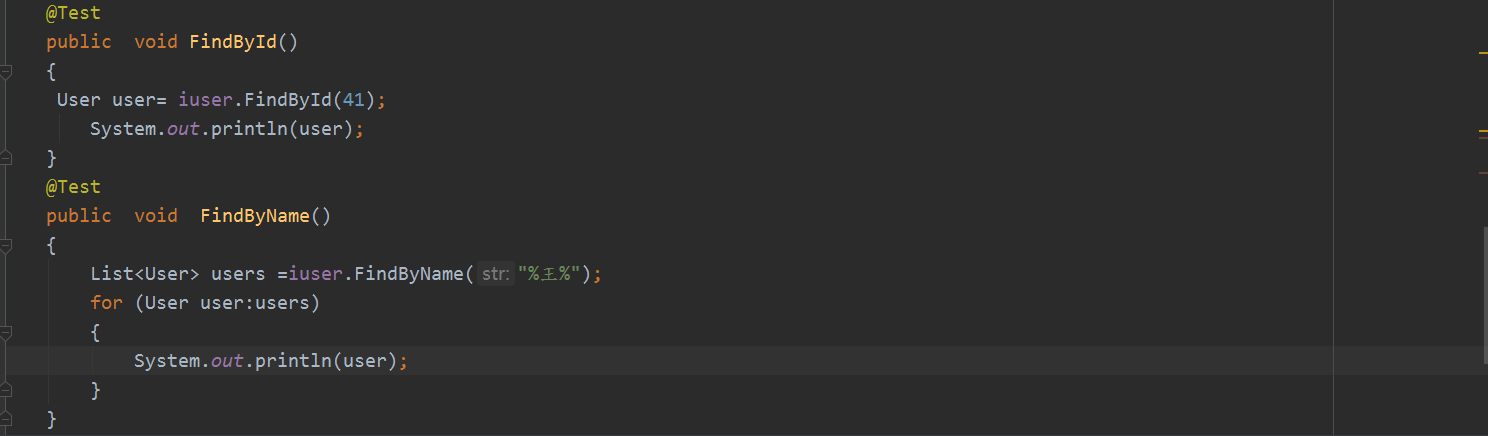 @Test
public  void FindById()
{
 User user= iuser.FindById(41);
    System.out.println(user);
}
@Test
public  void  FindByName()
{
    List<User> users =iuser.FindByName( str: "%王%");
    for (User user:users)
    {
        System.out.println(user);
    }
}